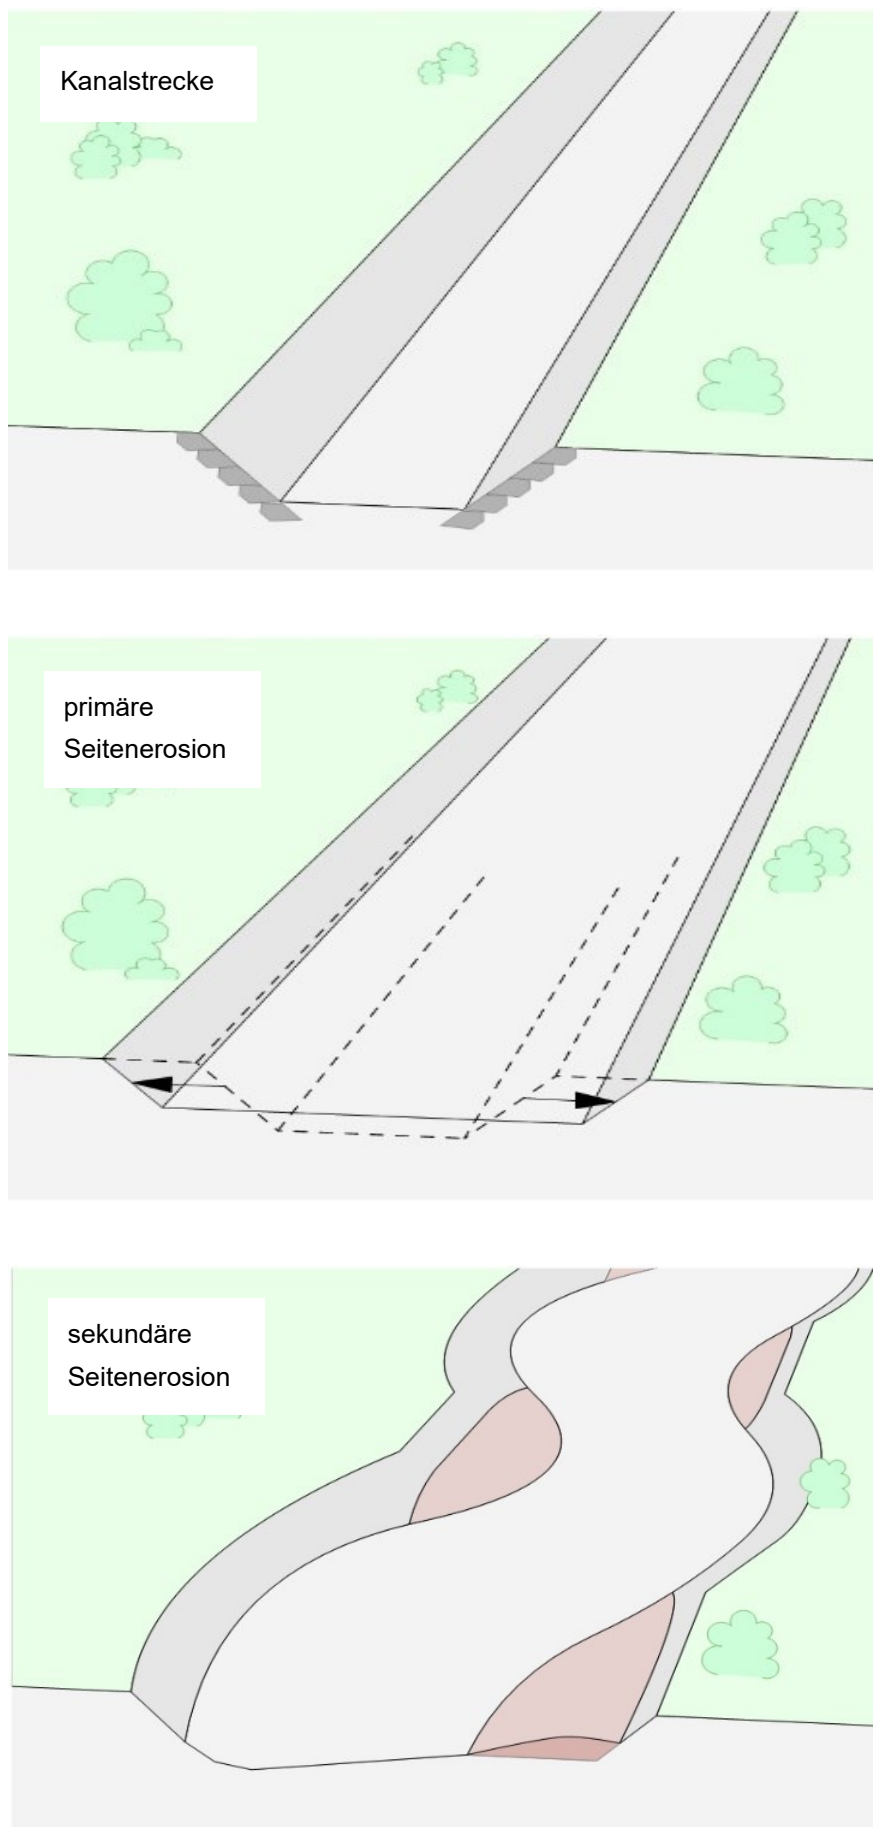 Kanalstrecke
primäre
Seitenerosion
sekundäre
Seitenerosion